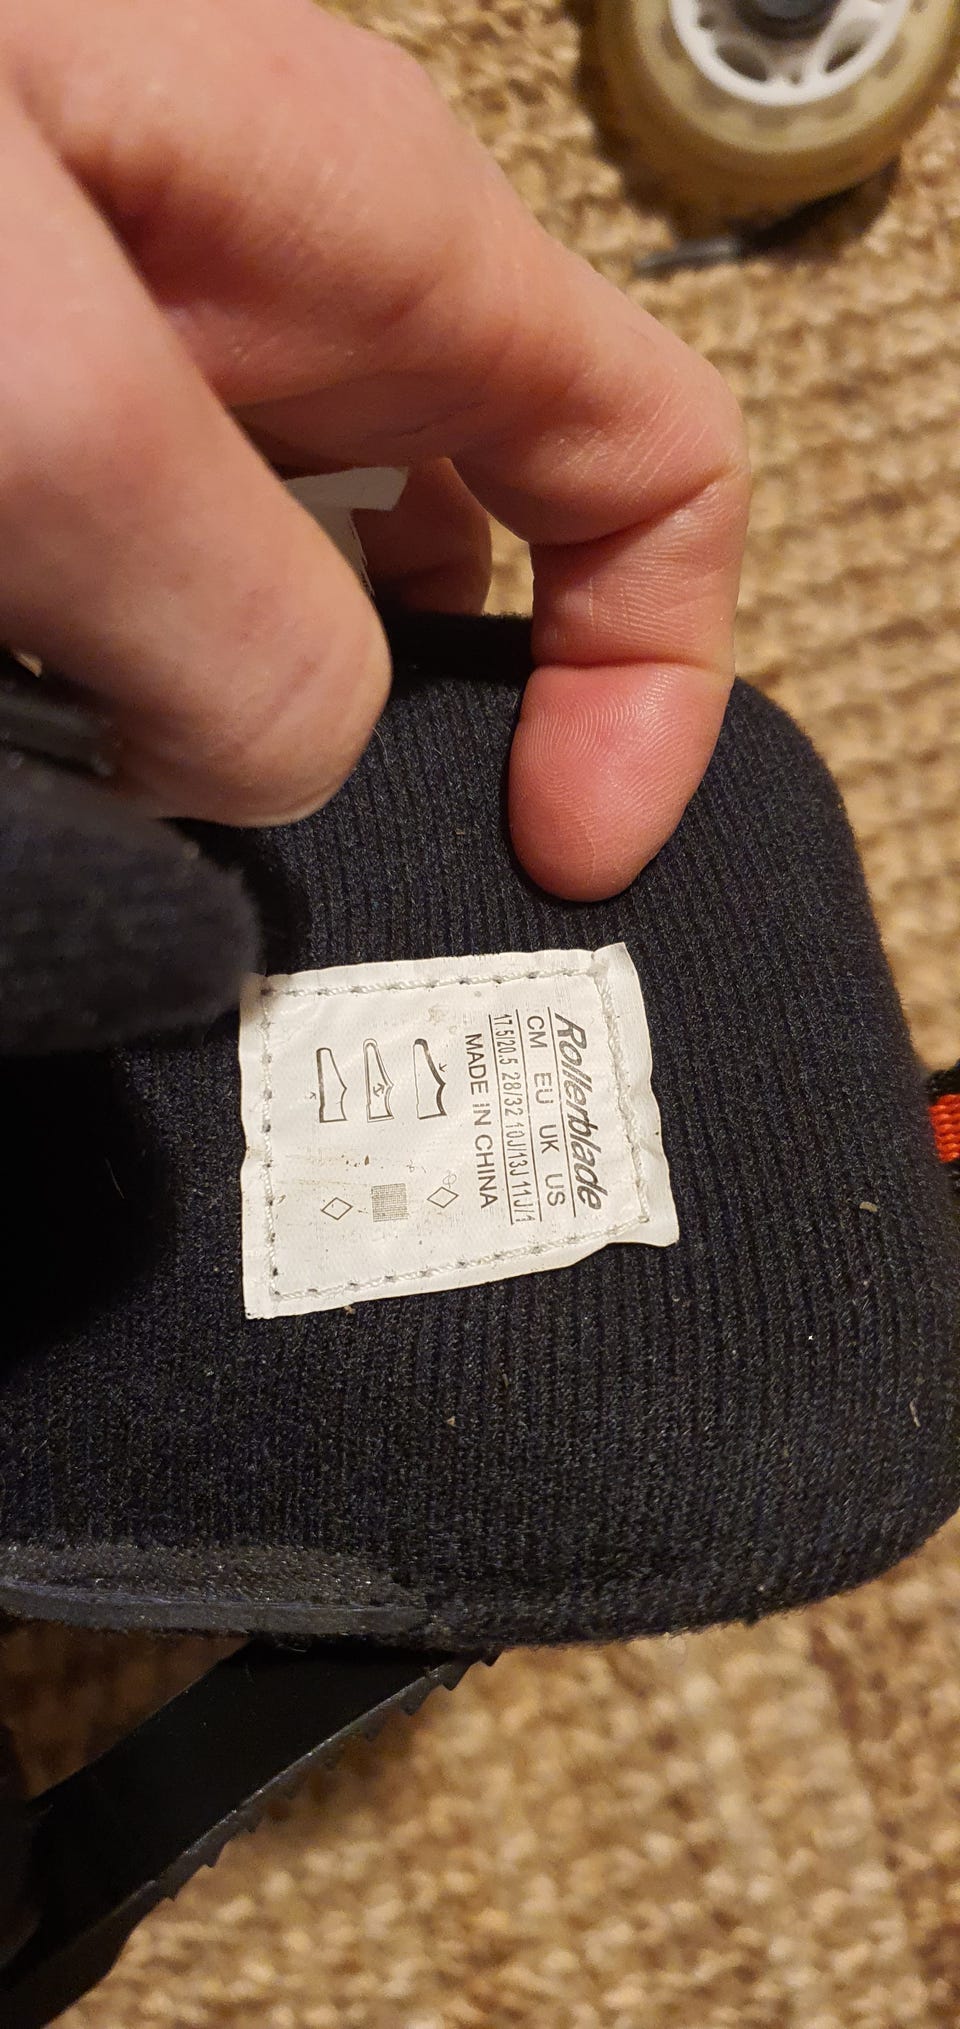 Rollerblade
CM EU UK US
17.5/20.5 28/32 10J/13J 11J/1
MADE IN CHINA